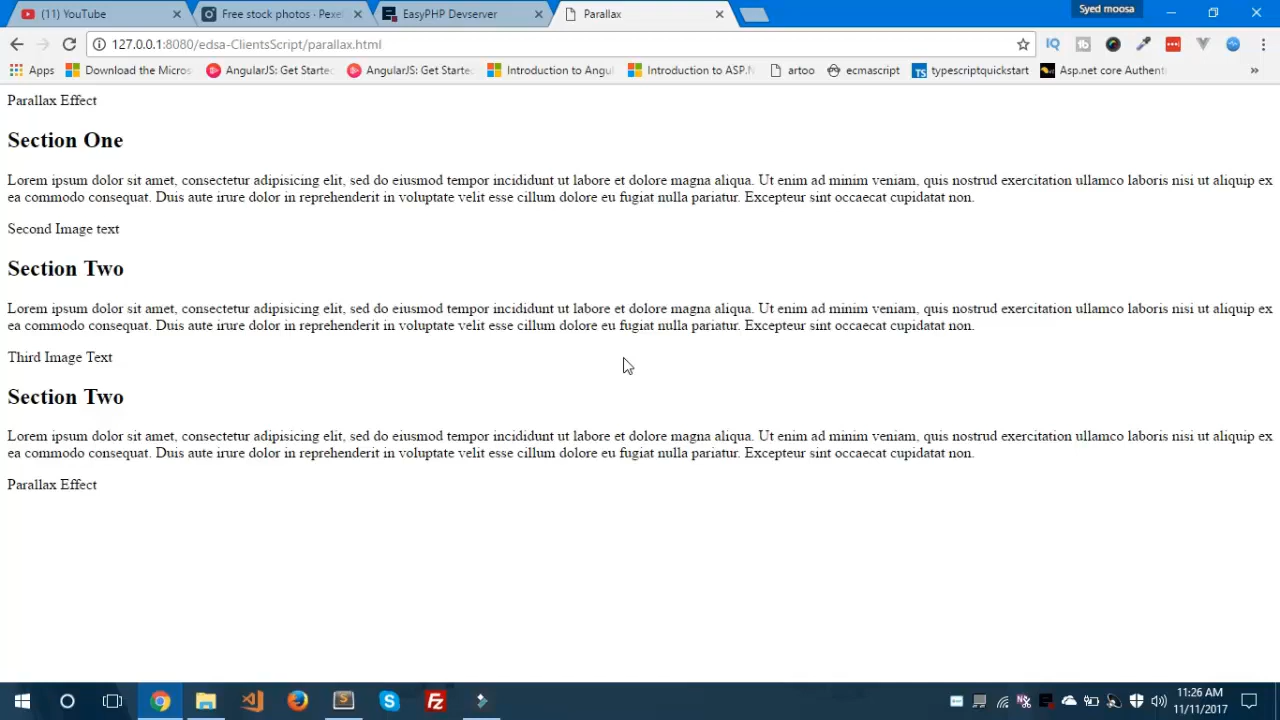 (11) YouTube
Free stock photos · Pexe
EasyPHP Devserver
Parallax
Syed moosa
127.0.0.1:8080/edsa-ClientsScript/parallax.html
Apps
Download the Micros
AngularJS: Get Starte
AngularJS: Get Starte
Introduction to Angu
Introduction to ASP.N
artoo
ecmascript
TS typescriptquickstart
Asp.net core Authenti
Parallax Effect
Section One
Lorem ipsum dolor sit amet, consectetur adipisicing elit, sed do eiusmod tempor incididunt ut labore et dolore magna aliqua. Ut enim ad minim veniam, quis nostrud exercitation ullamco laboris nisi ut aliquip ex
ea commodo consequat. Duis aute irure dolor in reprehenderit in voluptate velit esse cillum dolore eu fugiat nulla pariatur. Excepteur sint occaecat cupidatat non.
Second Image text
Section Two
Lorem ipsum dolor sit amet, consectetur adipisicing elit, sed do eiusmod tempor incididunt ut labore et dolore magna aliqua. Ut enim ad minim veniam, quis nostrud exercitation ullamco laboris nisi ut aliquip ex
ea commodo consequat. Duis aute irure dolor in reprehenderit in voluptate velit esse cillum dolore eu fugiat nulla pariatur. Excepteur sint occaecat cupidatat non.
Third Image Text
Section Two
Lorem ipsum dolor sit amet, consectetur adipisicing elit, sed do eiusmod tempor incididunt ut labore et dolore magna aliqua. Ut enim ad minim veniam, quis nostrud exercitation ullamco laboris nisi ut aliquip ex
ea commodo consequat. Duis aute irure dolor in reprehenderit in voluptate velit esse cillum dolore eu fugiat nulla pariatur. Excepteur sint occaecat cupidatat non.
Parallax Effect
11:26 AM
11/11/2017